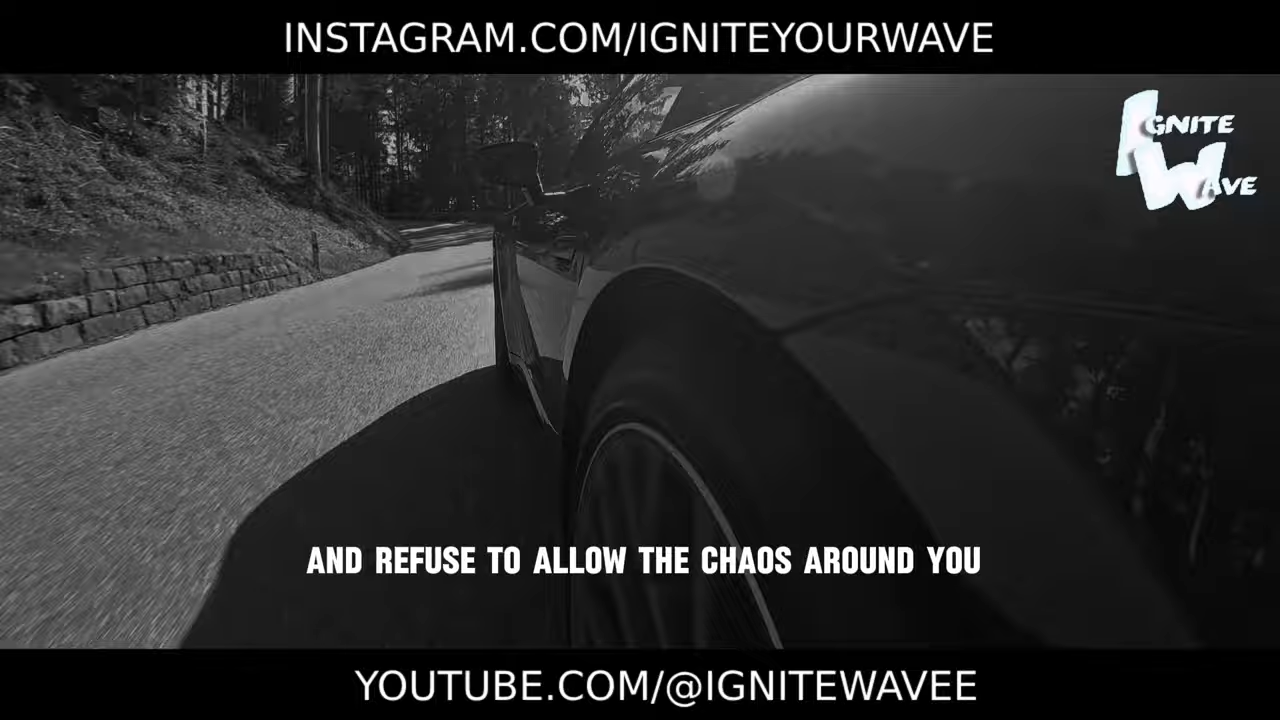 INSTAGRAM.COM/IGNITEYOURWAVE
IGNITE
WAVE
AND REFUSE TO ALLOW THE CHAOS AROUND YOU
YOUTUBE.COM/@IGNITEWAVEE